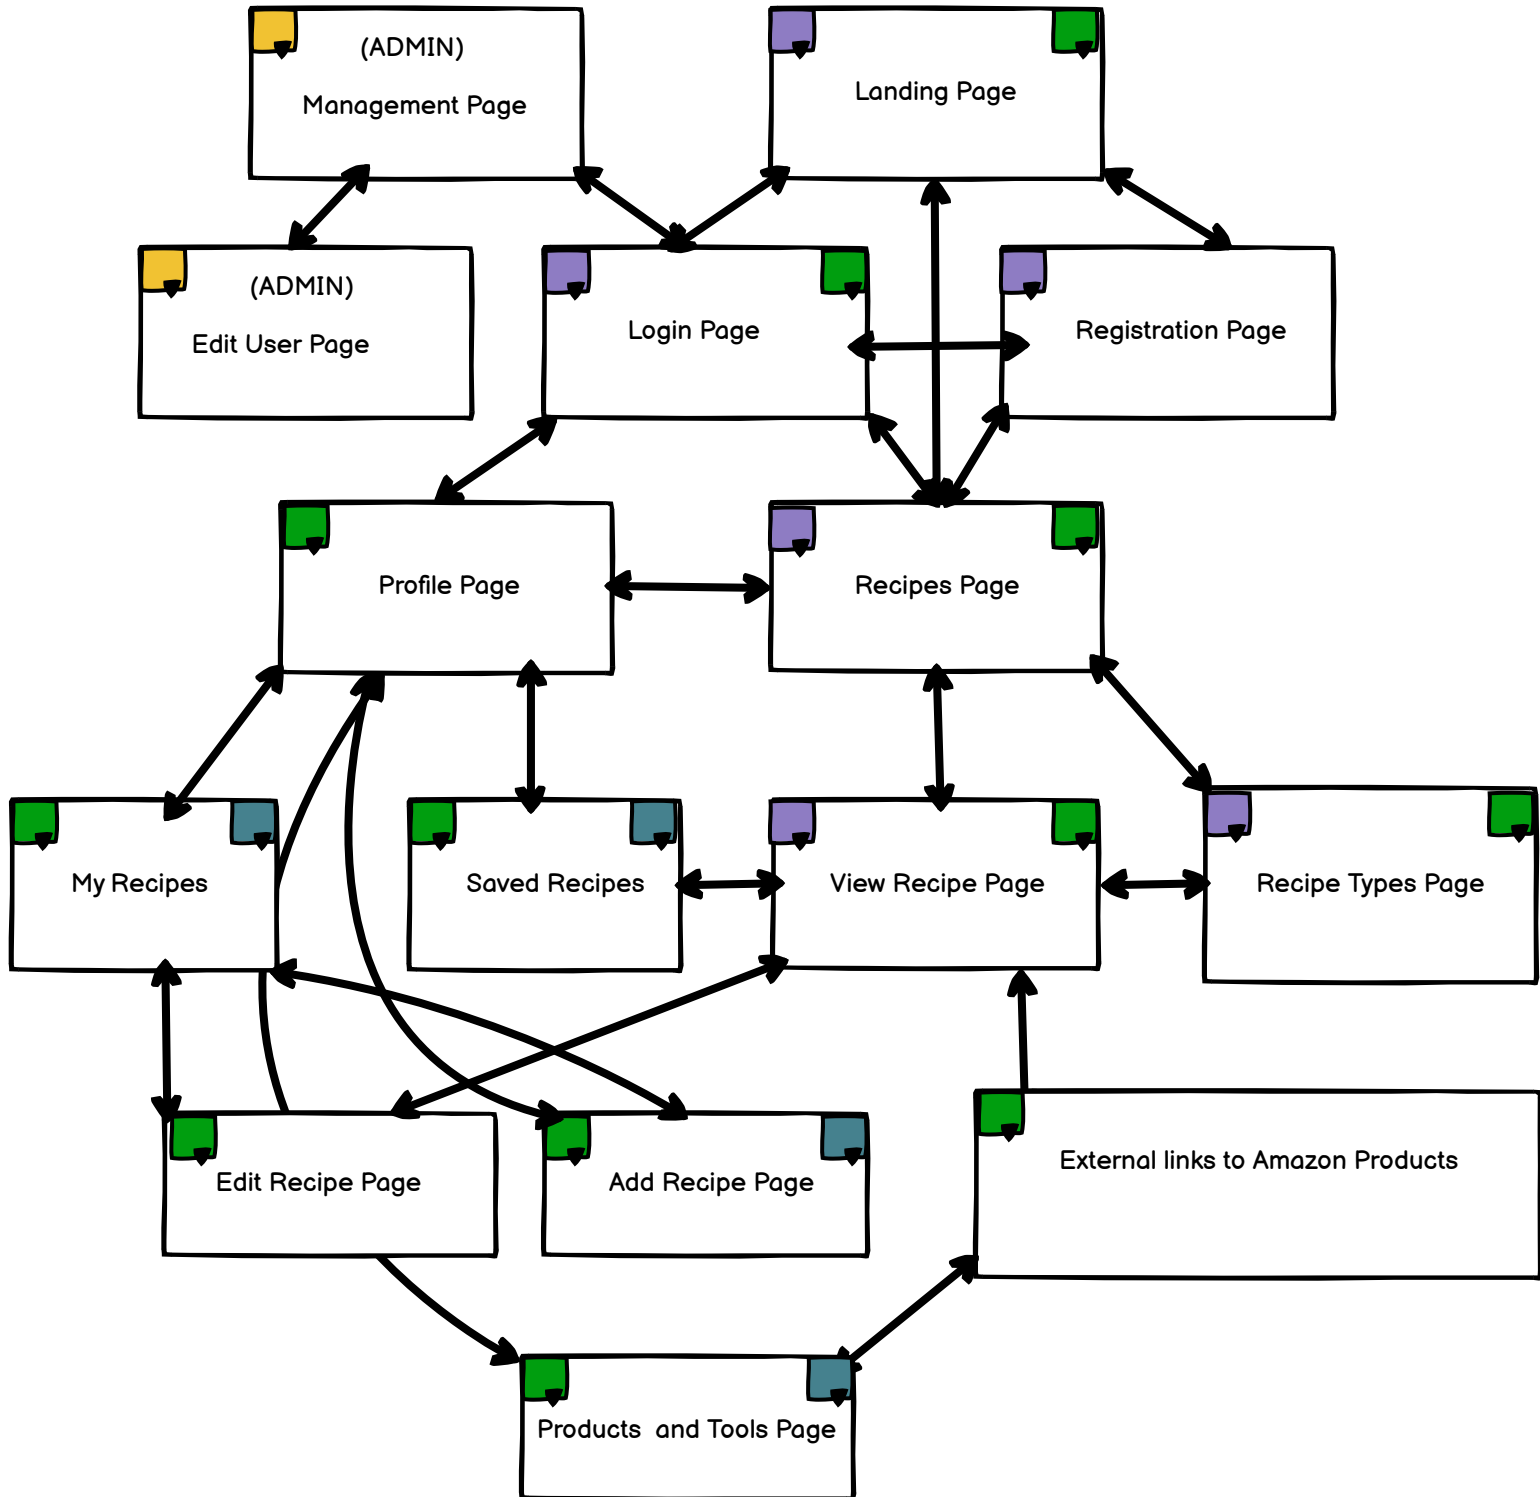 (ADMIN)
Management Page
Landing Page
(ADMIN)
Edit User Page
Login Page
Registration Page
Profile Page
Recipes Page
My Recipes
Saved Recipes
View Recipe Page
Recipe Types Page
Edit Recipe Page
Add Recipe Page
External links to Amazon Products
Products  and Tools Page